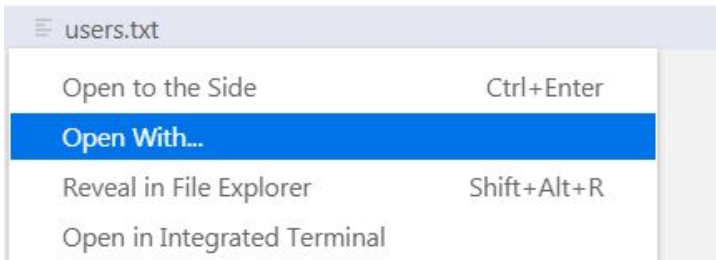 users.txt
Open to the Side Ctrl+Enter
Open With...
Reveal in File Explorer Shift+Alt+R
Open in Integrated Terminal